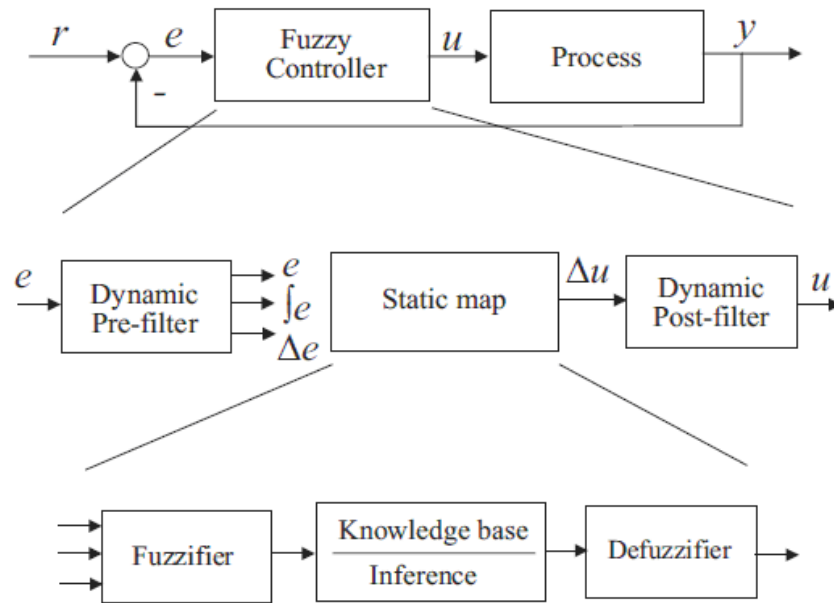 r
e
Fuzzy
Controller
u
Process
y
-
e
Dynamic
Pre-filter
e
∫e
Δe
Static map
Δu
Dynamic
Post-filter
u
Fuzzifier
Knowledge base
Inference
Defuzzifier